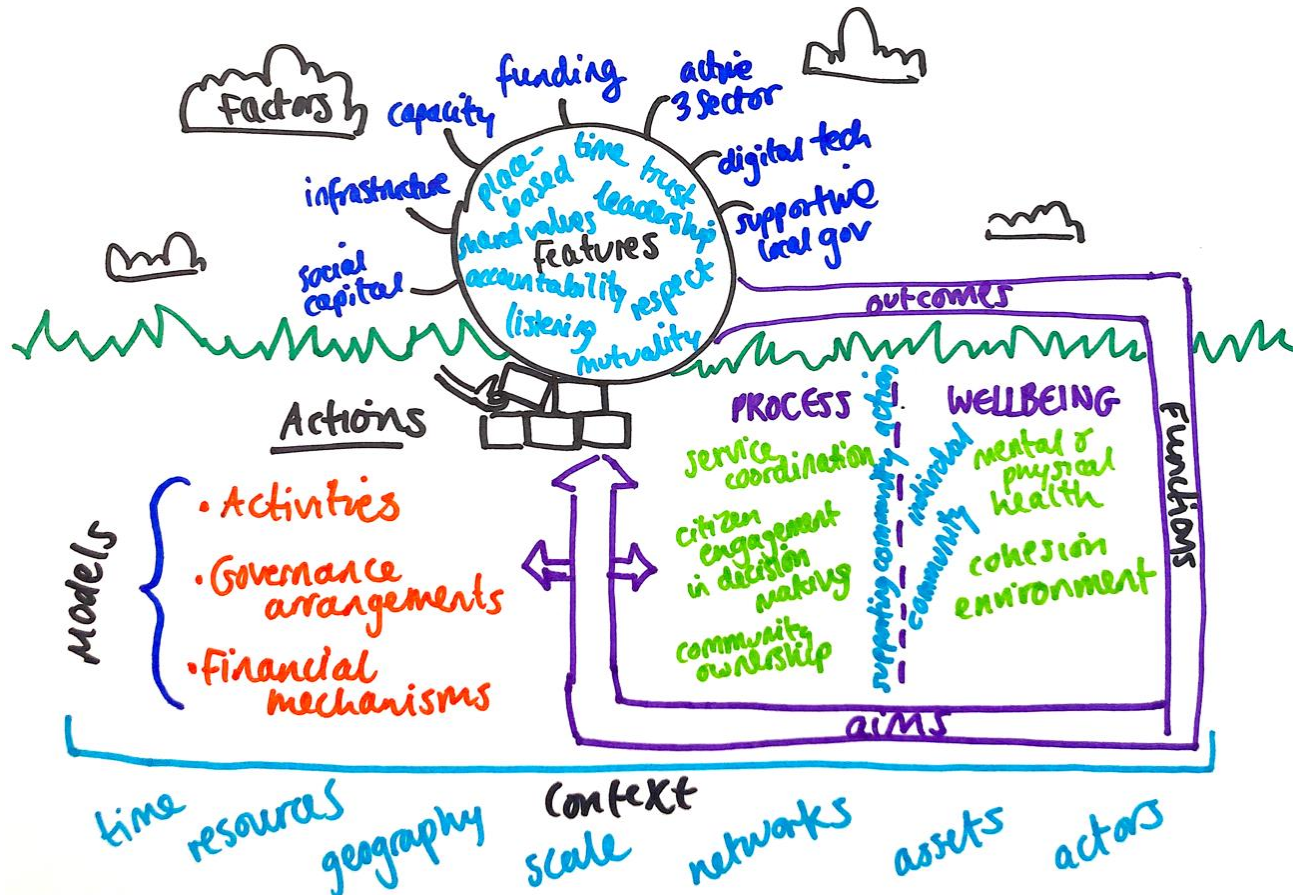 Factors
funding
active
3 sector
capacity
digital tech
infrastructure
supportive
local gov
social
capital
place-
based
time
trust
leadership
shared values
Features
accountability
respect
listening
mutuality
outcomes
Functions
Actions
Models
• Activities
• Governance
arrangements
• Financial
mechanisms
PROCESS
service
coordination
citizen
engagement
in decision
making
community
ownership
supporting community action
WELLBEING
individual
community
mental &
physical
health
cohesion
environment
aims
Context
time
resources
geography
scale
networks
assets
actors